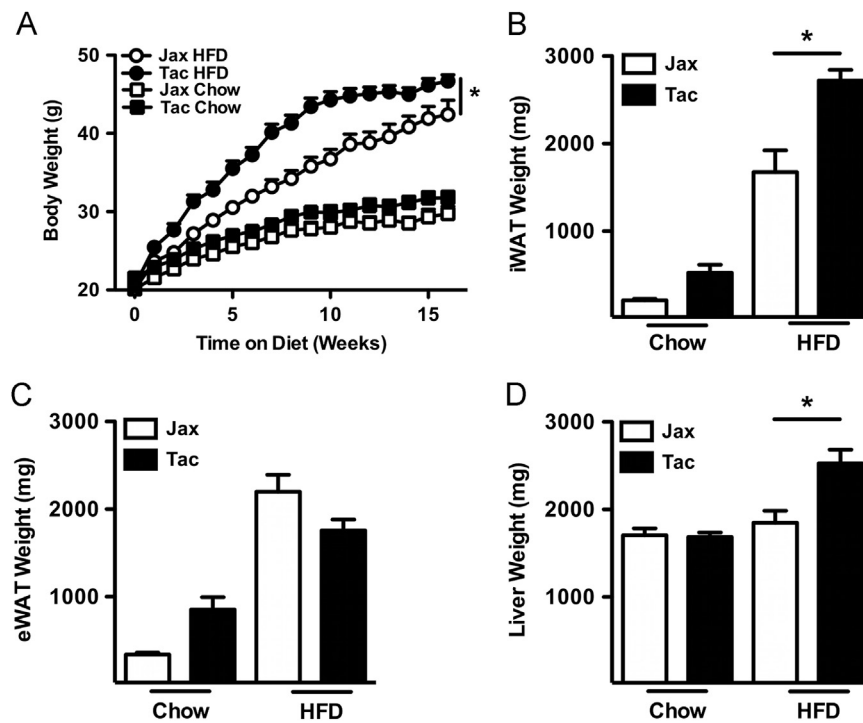 A
Jax HFD
Tac HFD
Jax Chow
Tac Chow
50
40
30
20
Body Weight (g)
*
0
5
10
15
Time on Diet (Weeks)
B
*
3000
2000
1000
iWAT Weight (mg)
Jax
Tac
Chow
HFD
C
3000
2000
1000
eWAT Weight (mg)
Jax
Tac
Chow
HFD
D
*
3000
2000
1000
Liver Weight (mg)
Jax
Tac
Chow
HFD